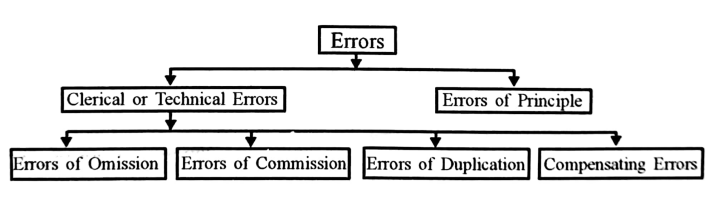 Errors
Clerical or Technical Errors
Errors of Principle
Errors of Omission
Errors of Commission
Errors of Duplication
Compensating Errors